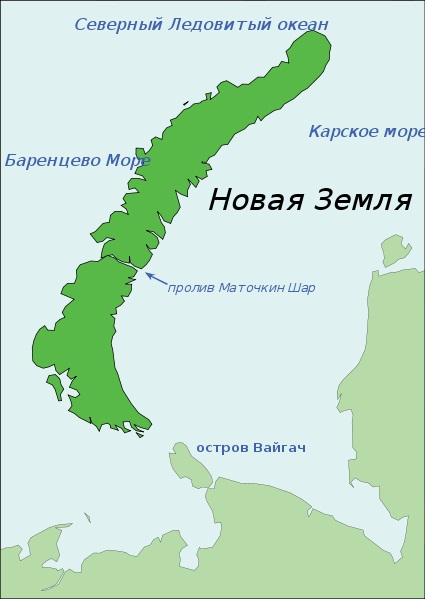 Северный Ледовитый океан
Карское море
Баренцево Море
Новая Земля
пролив Маточкин Шар
остров Вайгач